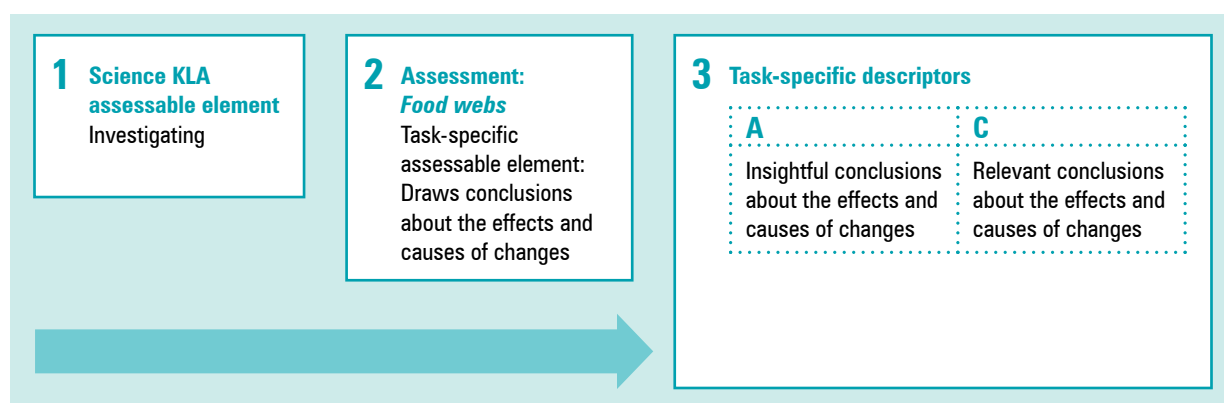 1 Science KLA
assessable element
Investigating
2 Assessment:
Food webs
Task-specific
assessable element:
Draws conclusions
about the effects and
causes of changes
3 Task-specific descriptors
A
Insightful conclusions
about the effects and
causes of changes
C
Relevant conclusions
about the effects and
causes of changes